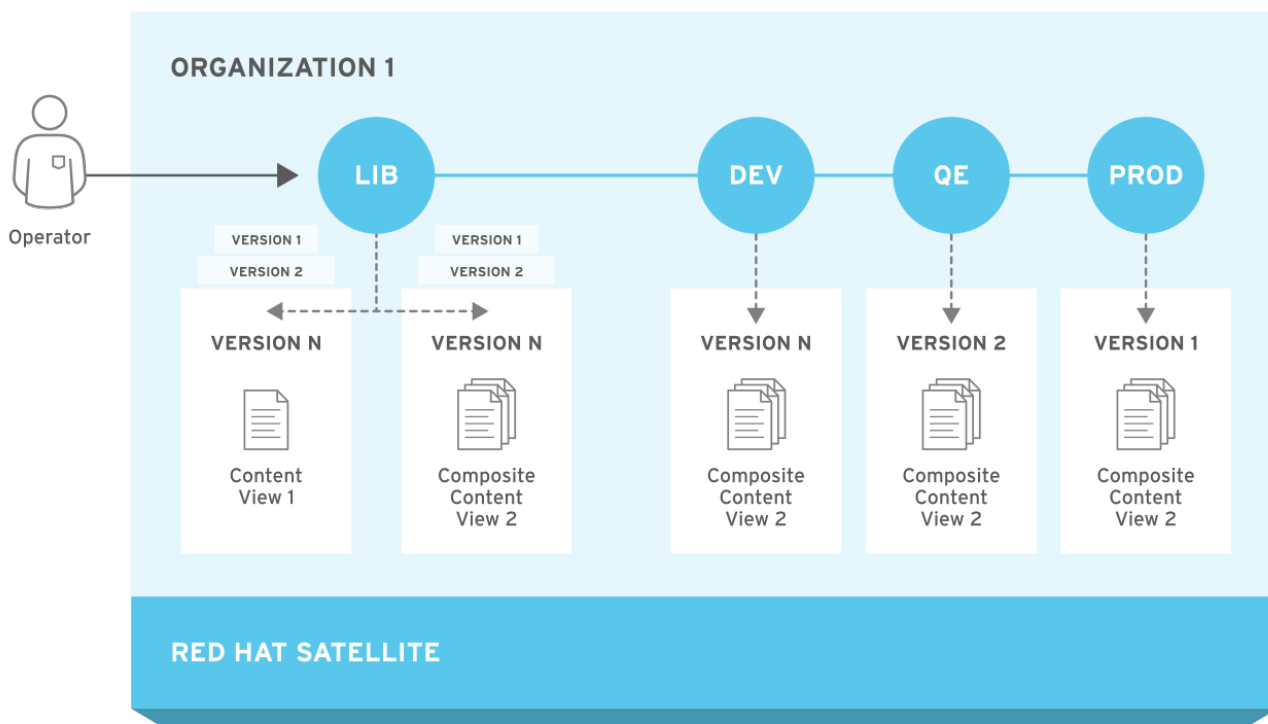 ORGANIZATION 1
LIB
DEV
QE
PROD
Operator
VERSION 1
VERSION 2
VERSION 1
VERSION 2
VERSION N
Content
View 1
VERSION N
Composite
Content
View 2
VERSION N
Composite
Content
View 2
VERSION 2
Composite
Content
View 2
VERSION 1
Composite
Content
View 2
RED HAT SATELLITE